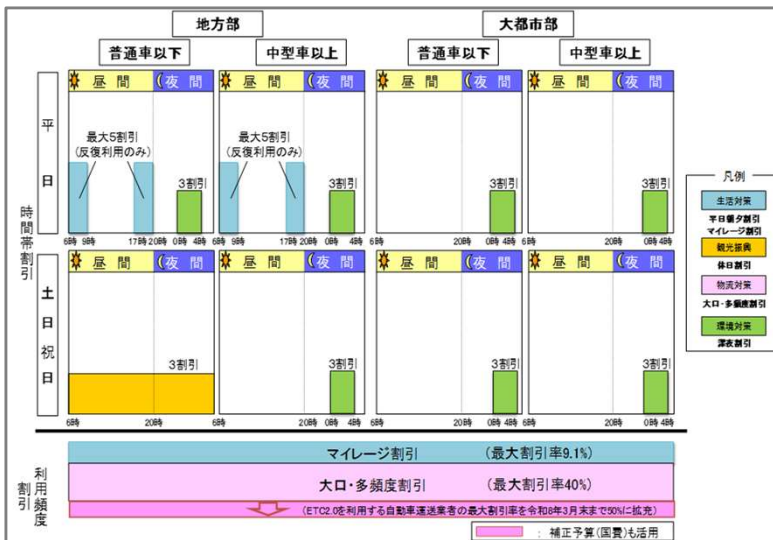 地方部
大都市部
普通車以下
中型車以上
普通車以下
中型車以上
昼間
夜間
昼間
夜間
昼間
夜間
昼間
夜間
時間帯割引
平日
最大5割引
(反復利用のみ)
3割引
最大5割引
(反復利用のみ)
3割引
3割引
3割引
6時 9時 17時 20時 0時 4時
6時 9時 17時 20時 0時 4時
6時 20時 0時 4時
6時 20時 0時 4時
昼間
夜間
昼間
夜間
昼間
夜間
昼間
夜間
土日祝日
3割引
3割引
3割引
3割引
6時 20時
6時 20時 0時 4時
6時 20時 0時 4時
6時 20時 0時 4時
凡例
生活対策
平日朝夕割引
マイレージ割引
観光振興
休日割引
物流対策
大口・多頻度割引
環境対策
深夜割引
利用頻度割引
マイレージ割引 (最大割引率9.1%)
大口・多頻度割引 (最大割引率40%)
(ETC2.0を利用する自動車運送業者の最大割引率を令和8年3月末まで50%に拡充)
: 補正予算(国費)も活用